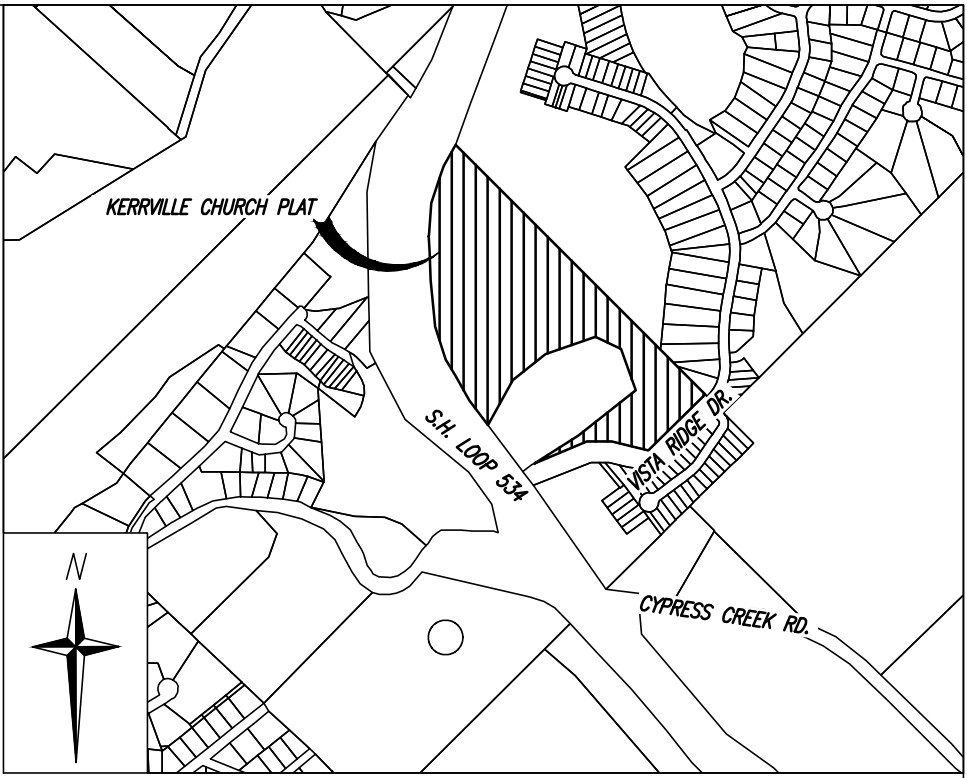 KERRVILLE CHURCH PLAT
S.H. LOOP 534
VISTA RIDGE DR.
CYPRESS CREEK RD.
N